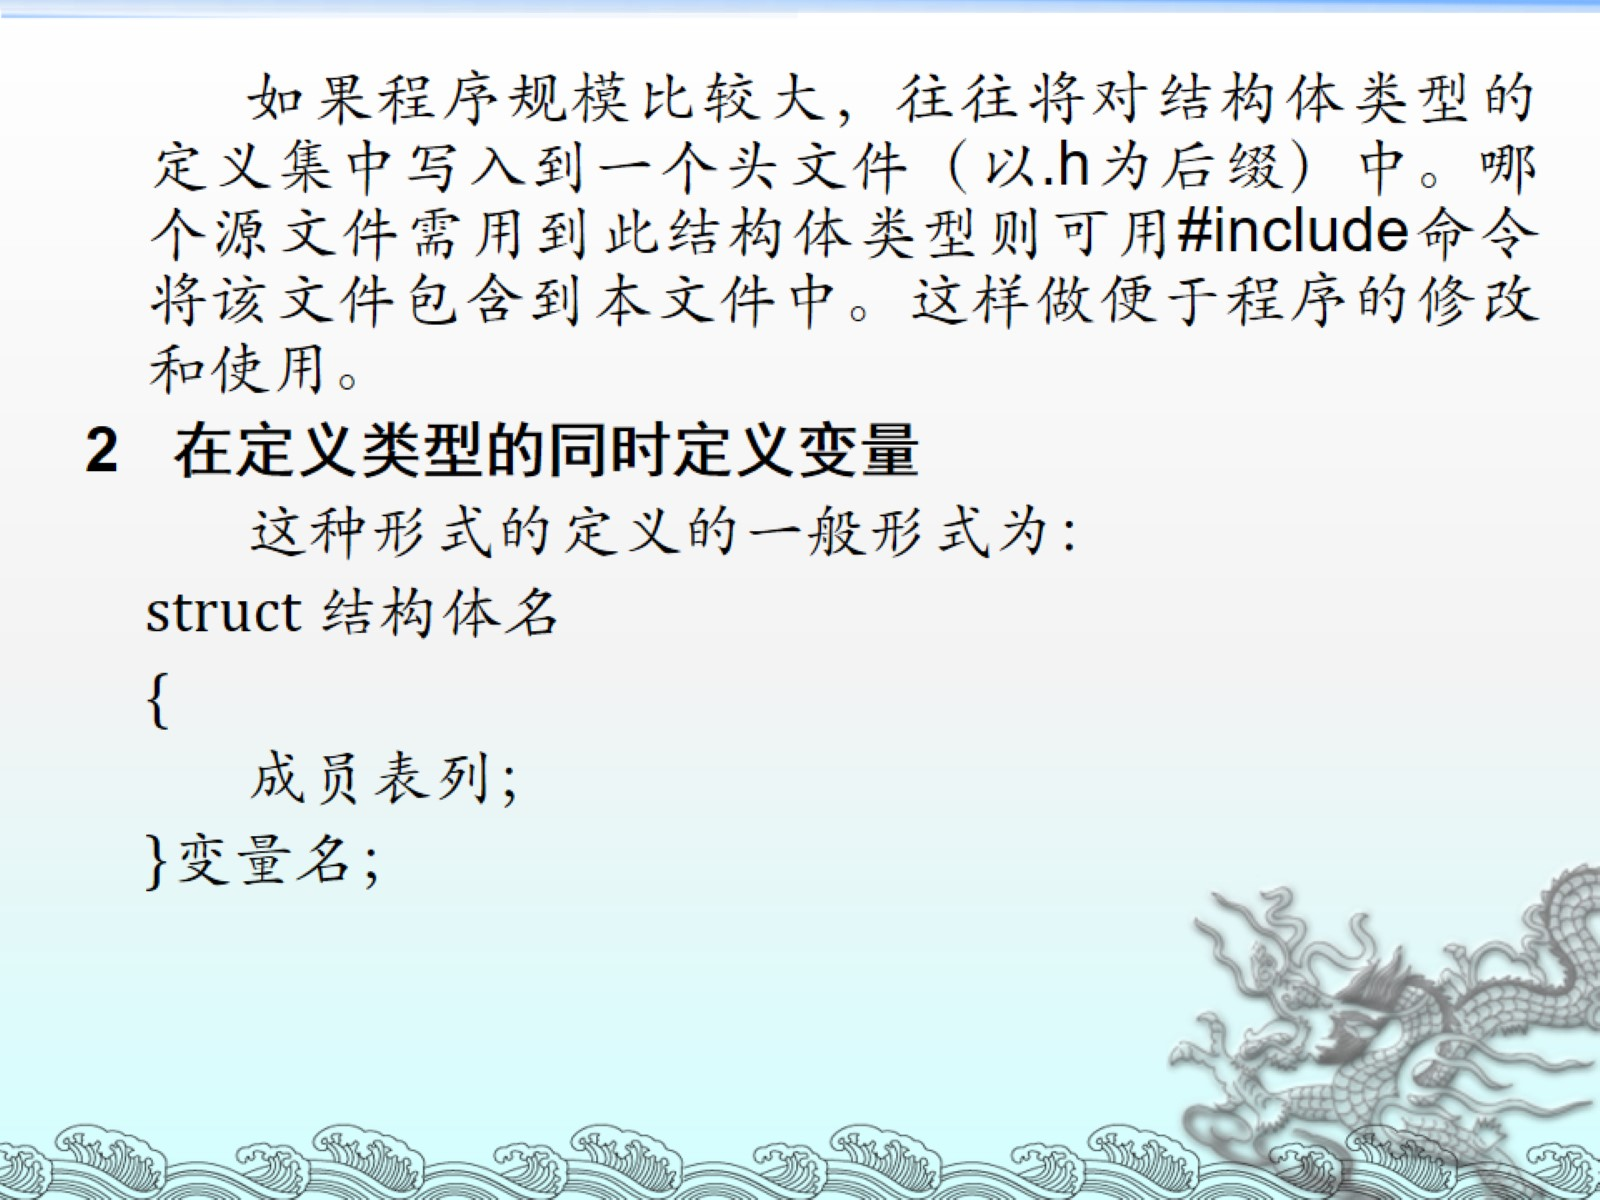 如果程序规模比较大，往往将对结构体类型的
定义集中写入到一个头文件（以.h为后缀）中。哪
个源文件需用到此结构体类型则可用#include命令
将该文件包含到本文件中。这样做便于程序的修改
和使用。
2 在定义类型的同时定义变量
这种形式的定义的一般形式为：
struct 结构体名
{
成员表列；
}变量名；